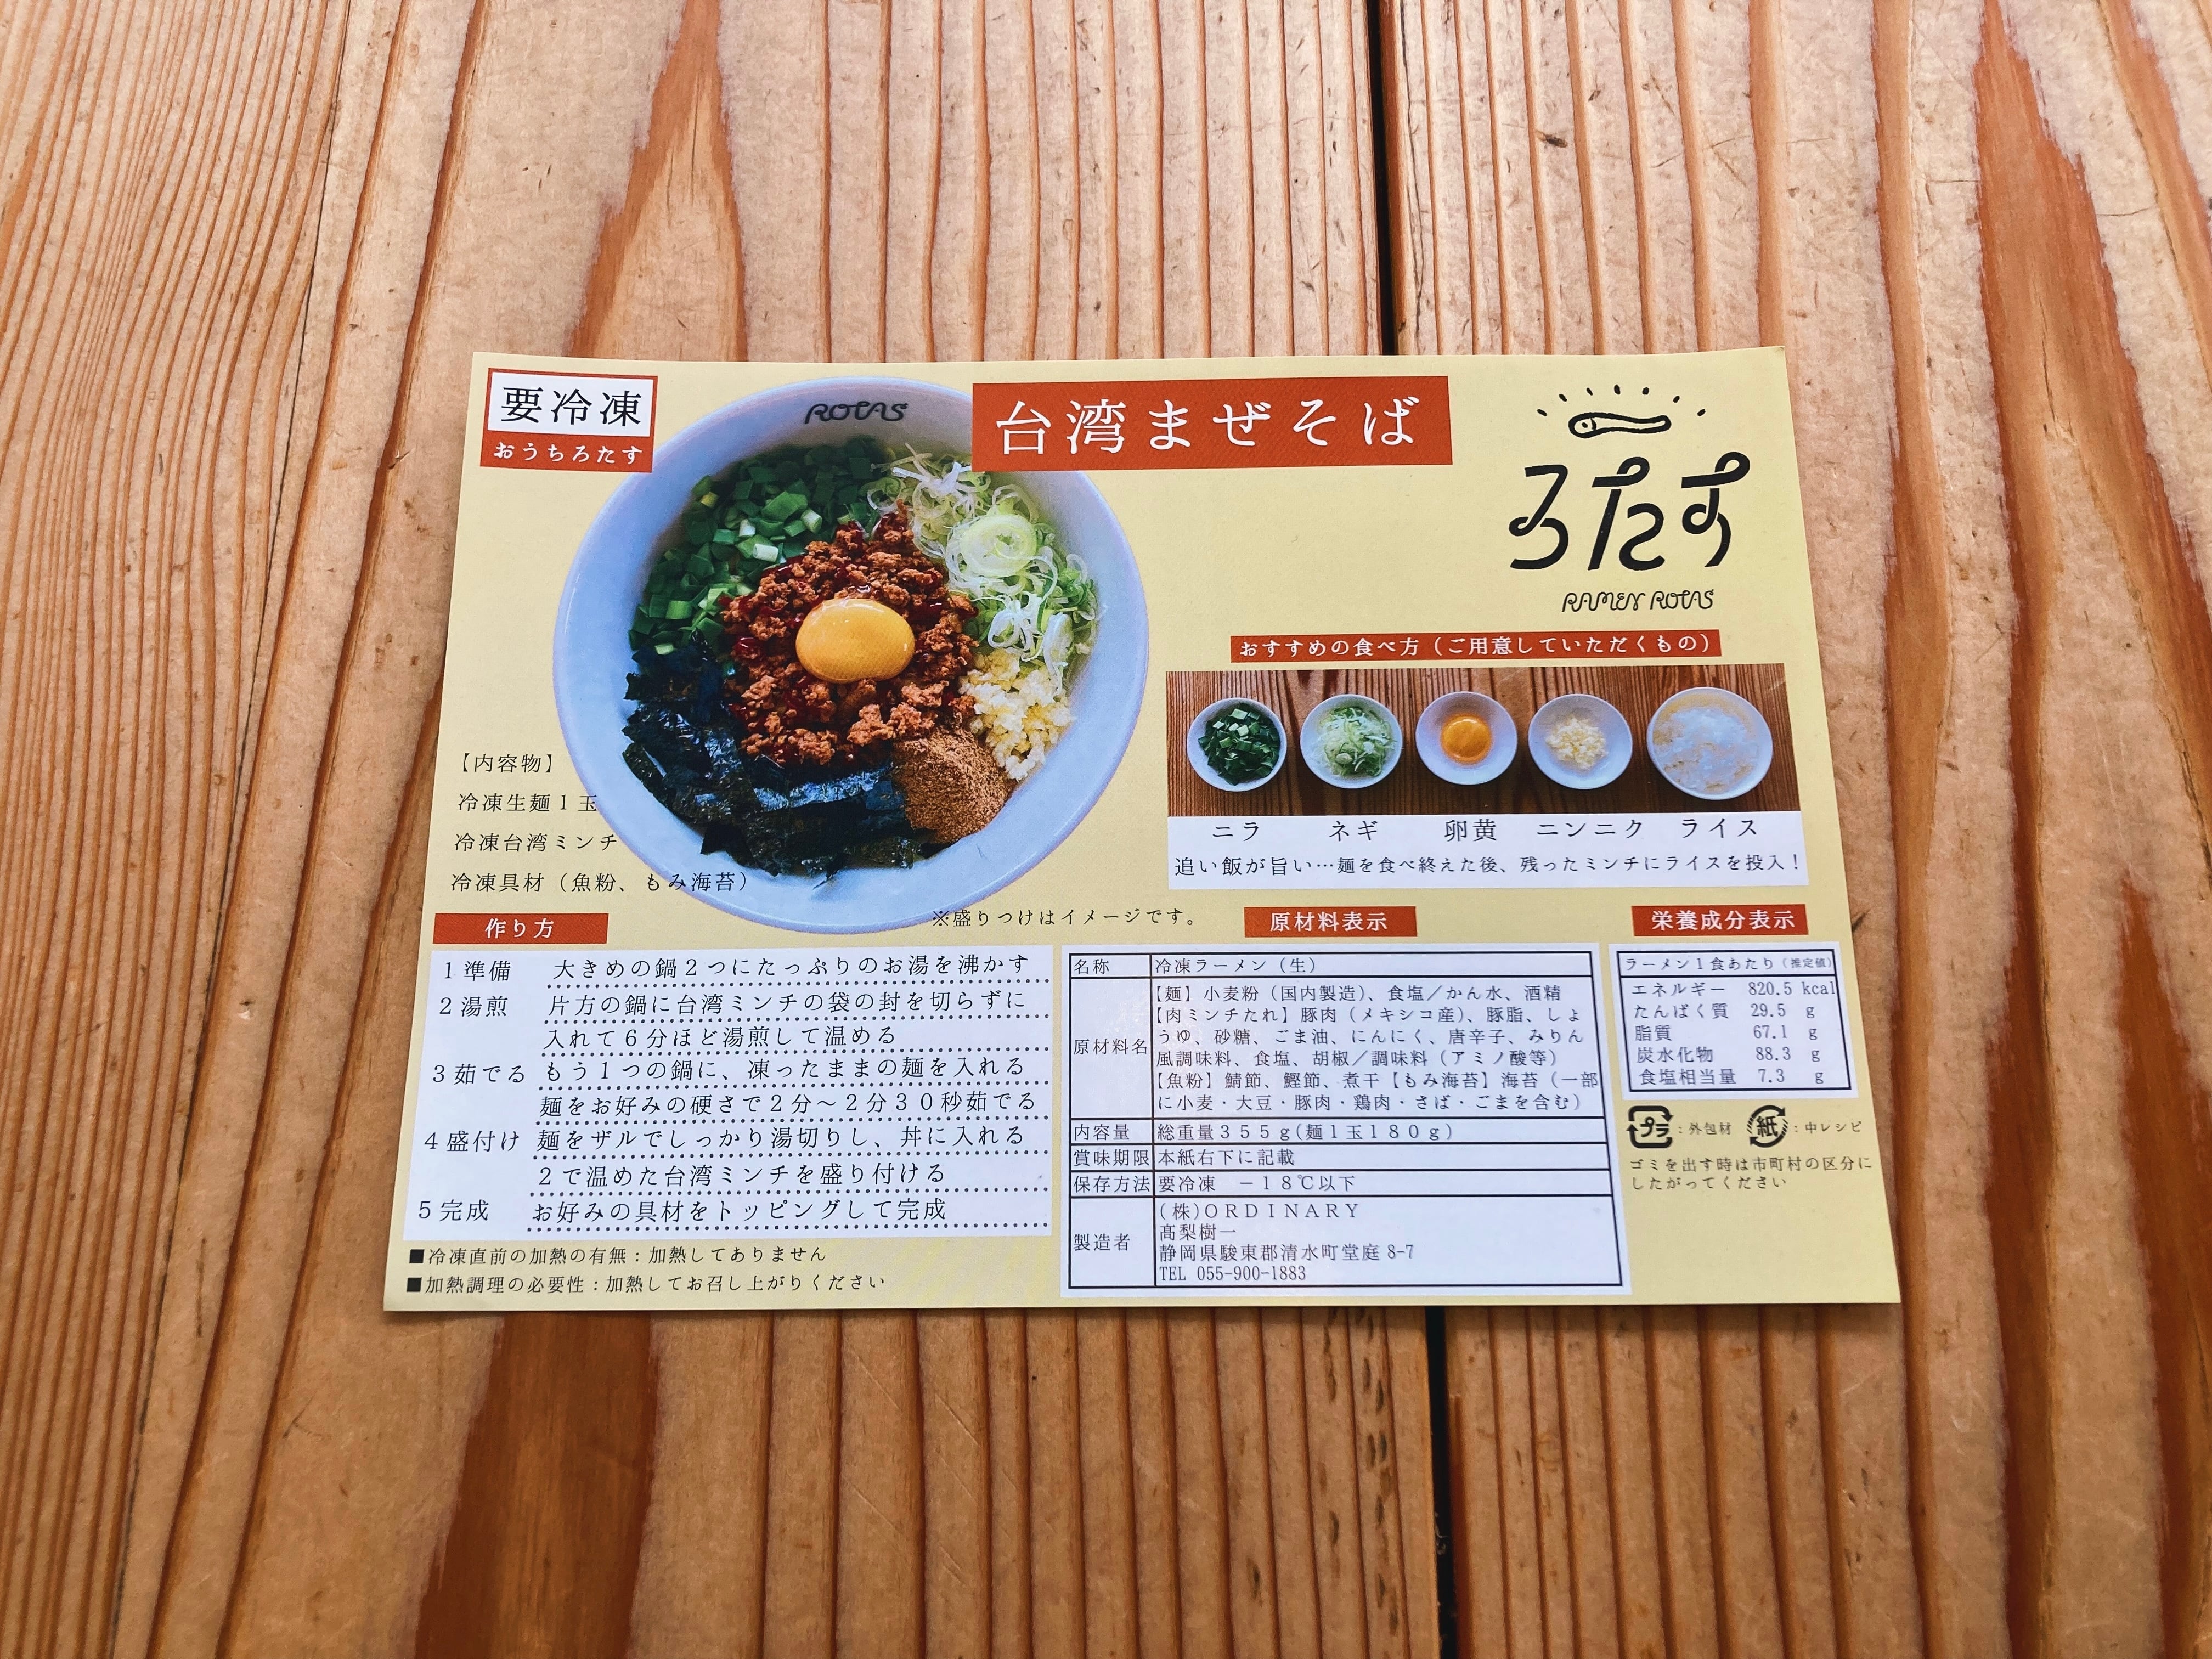 要冷凍
おうちろたす
ROTAS
台湾まぜそば
ろたす
RAMEN ROTAS
おすすめの食べ方（ご用意していただくもの）
ニラ ネギ 卵黄 ニンニク ライス
追い飯が旨い…麺を食べ終えた後、残ったミンチにライスを投入！
【内容物】
冷凍生麺１玉
冷凍台湾ミンチ
冷凍具材（魚粉、もみ海苔）
※盛りつけはイメージです。
作り方
１準備 大きめの鍋２つにたっぷりのお湯を沸かす
２湯煎 片方の鍋に台湾ミンチの袋の封を切らずに
入れて６分ほど湯煎して温める
３茹でる もう１つの鍋に、凍ったままの麺を入れる
麺をお好みの硬さで２分～２分３０秒茹でる
４盛付け 麺をザルでしっかり湯切りし、丼に入れる
２で温めた台湾ミンチを盛り付ける
５完成 お好みの具材をトッピングして完成
■冷凍直前の加熱の有無：加熱してありません
■加熱調理の必要性：加熱してお召し上がりください
原材料表示
名称 冷凍ラーメン（生）
原材料名 【麺】小麦粉（国内製造）、食塩／かん水、酒精
【肉ミンチたれ】豚肉（メキシコ産）、豚脂、しょ
うゆ、砂糖、ごま油、にんにく、唐辛子、みりん
風調味料、食塩、胡椒／調味料（アミノ酸等）
【魚粉】鯖節、鰹節、煮干【もみ海苔】海苔（一部
に小麦・大豆・豚肉・鶏肉・さば・ごまを含む）
内容量 総重量３５５ｇ(麺１玉１８０ｇ)
賞味期限 本紙右下に記載
保存方法 要冷凍 －１８℃以下
製造者 (株)ＯＲＤＩＮＡＲＹ
髙梨樹一
静岡県駿東郡清水町堂庭 8-7
TEL 055-900-1883
栄養成分表示
ラーメン１食あたり（推定値）
エネルギー 820.5 kcal
たんぱく質 29.5 g
脂質 67.1 g
炭水化物 88.3 g
食塩相当量 7.3 g
プラ：外包材 紙：中レシピ
ゴミを出す時は市町村の区分に
したがってください